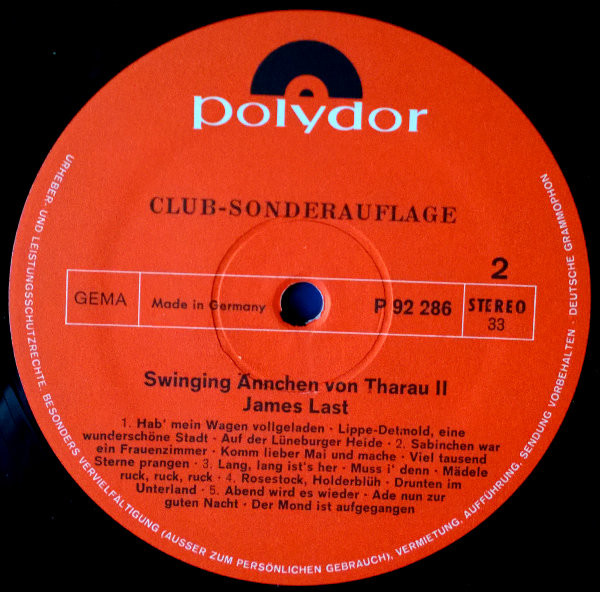 polydor
CLUB-SONDERAUFLAGE
2
GEMA
Made in Germany
P 92 286
STEREO
33
Swinging Ännchen von Tharau II
James Last
1. Hab' mein Wagen vollgeladen · Lippe-Detmold, eine
wunderschöne Stadt · Auf der Lüneburger Heide · 2. Sabinchen war
ein Frauenzimmer · Komm lieber Mai und mache · Viel tausend
Sterne prangen · 3. Lang, lang ist's her · Muss i' denn · Mädele
ruck, ruck, ruck · 4. Rosestock, Holderblüh · Drunten im
Unterland · 5. Abend wird es wieder · Ade nun zur
guten Nacht · Der Mond ist aufgegangen
URHEBER- UND LEISTUNGSSCHUTZRECHTE. BESONDERS VERVIELFÄLTIGUNG (AUSSER ZUM PERSÖNLICHEN GEBRAUCH), VERMIETUNG, AUFFÜHRUNG, SENDUNG VORBEHALTEN · DEUTSCHE GRAMMOPHON